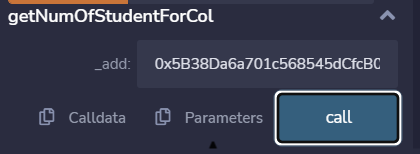 getNumOfStudentForCol
_add: 0x5B38Da6a701c568545dCfcB0
Calldata Parameters call